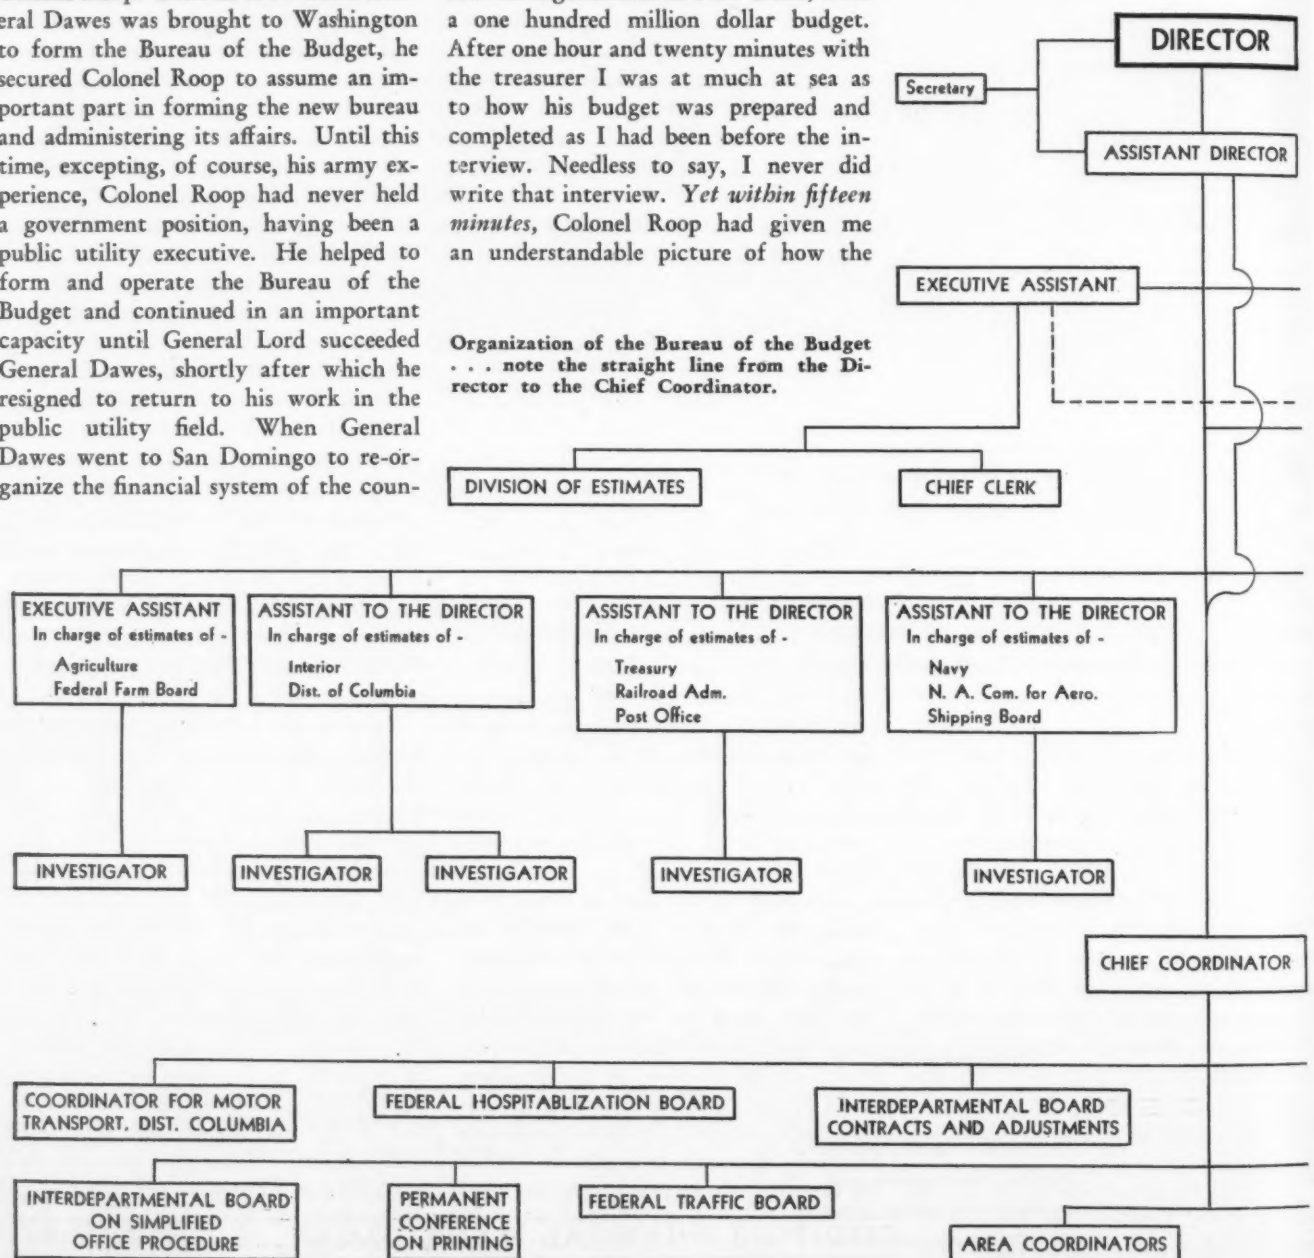 eral Dawes was brought to Washington
to form the Bureau of the Budget, he
secured Colonel Roop to assume an im-
portant part in forming the new bureau
and administering its affairs. Until this
time, excepting, of course, his army ex-
perience, Colonel Roop had never held
a government position, having been a
public utility executive. He helped to
form and operate the Bureau of the
Budget and continued in an important
capacity until General Lord succeeded
General Dawes, shortly after which he
resigned to return to his work in the
public utility field. When General
Dawes went to San Domingo to re-or-
ganize the financial system of the coun-
a one hundred million dollar budget.
After one hour and twenty minutes with
the treasurer I was at much at sea as
to how his budget was prepared and
completed as I had been before the in-
terview. Needless to say, I never did
write that interview. Yet within fifteen
minutes, Colonel Roop had given me
an understandable picture of how the
Organization of the Bureau of the Budget
. . . note the straight line from the Di-
rector to the Chief Coordinator.
DIRECTOR
Secretary
ASSISTANT DIRECTOR
EXECUTIVE ASSISTANT
DIVISION OF ESTIMATES
CHIEF CLERK
EXECUTIVE ASSISTANT
In charge of estimates of -
Agriculture
Federal Farm Board
ASSISTANT TO THE DIRECTOR
In charge of estimates of -
Interior
Dist. of Columbia
ASSISTANT TO THE DIRECTOR
In charge of estimates of -
Treasury
Railroad Adm.
Post Office
ASSISTANT TO THE DIRECTOR
In charge of estimates of -
Navy
N. A. Com. for Aero.
Shipping Board
INVESTIGATOR
INVESTIGATOR
INVESTIGATOR
INVESTIGATOR
INVESTIGATOR
CHIEF COORDINATOR
COORDINATOR FOR MOTOR
TRANSPORT. DIST. COLUMBIA
FEDERAL HOSPITABLIZATION BOARD
INTERDEPARTMENTAL BOARD
CONTRACTS AND ADJUSTMENTS
INTERDEPARTMENTAL BOARD
ON SIMPLIFIED
OFFICE PROCEDURE
PERMANENT
CONFERENCE
ON PRINTING
FEDERAL TRAFFIC BOARD
AREA COORDINATORS